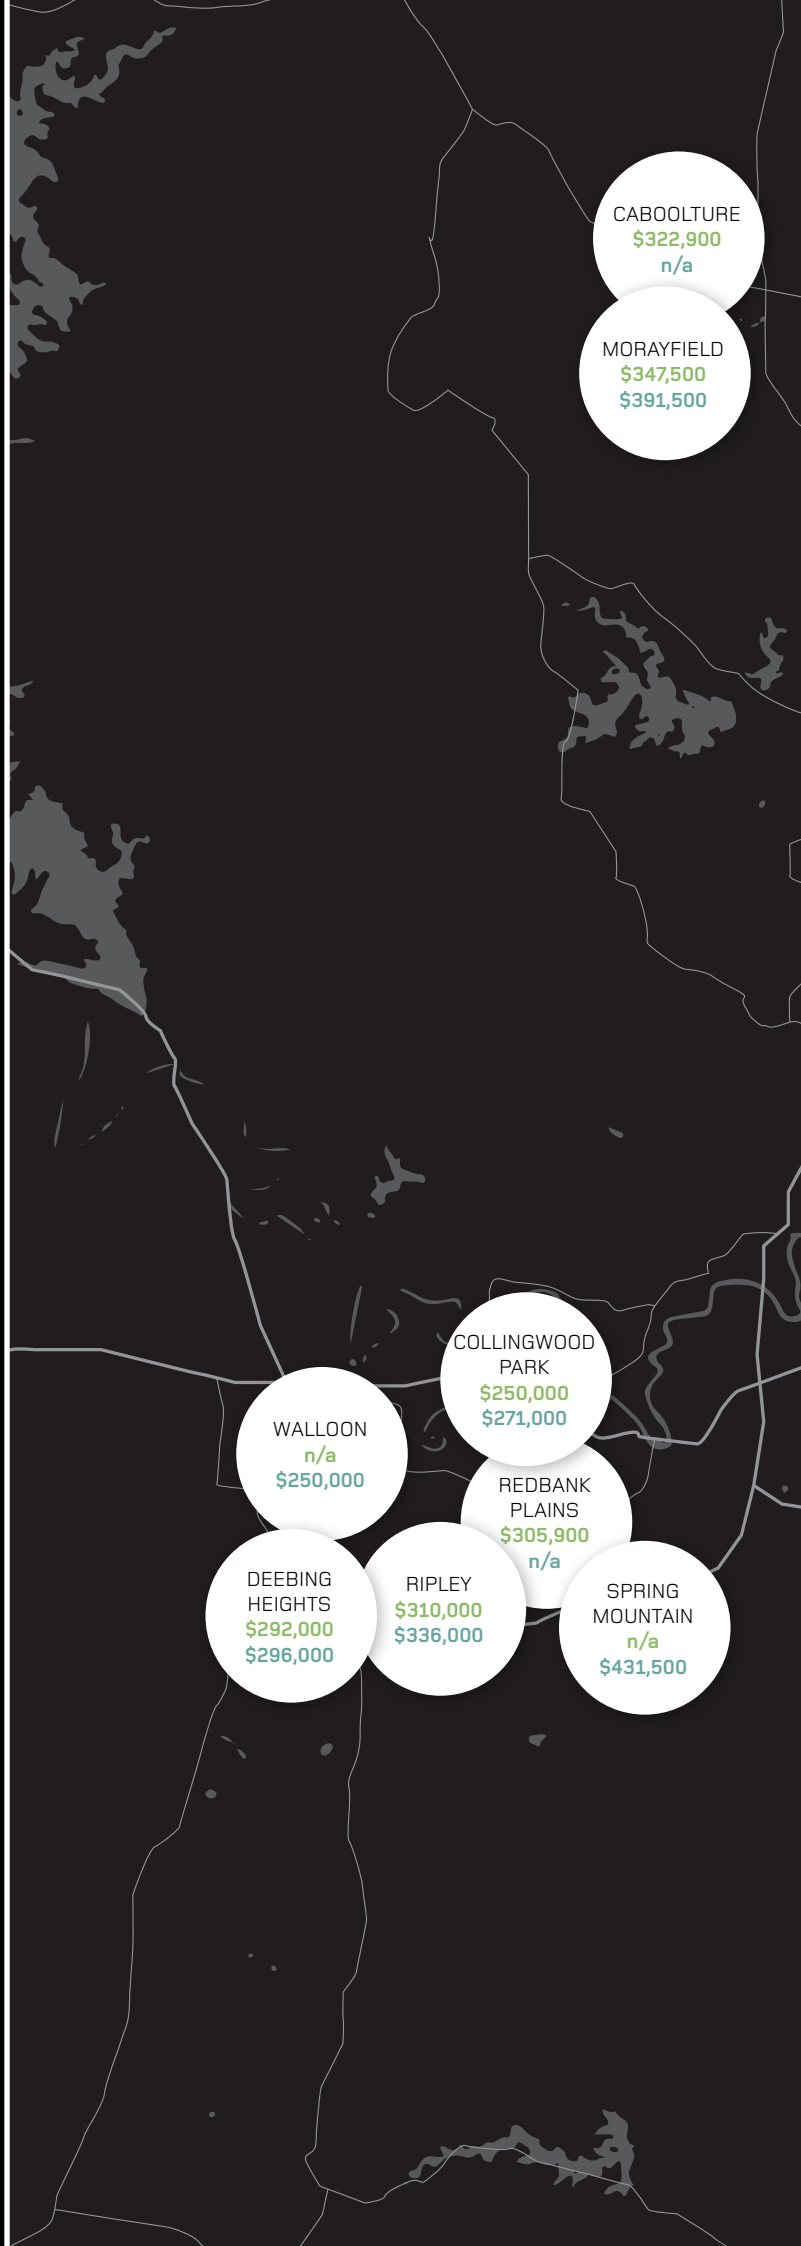 CABOOLTURE
$322,900
n/a
MORAYFIELD
$347,500
$391,500
COLLINGWOOD
PARK
$250,000
$271,000
WALLOON
n/a
$250,000
REDBANK
PLAINS
$305,900
n/a
DEEBING
HEIGHTS
$292,000
$296,000
RIPLEY
$310,000
$336,000
SPRING
MOUNTAIN
n/a
$431,500